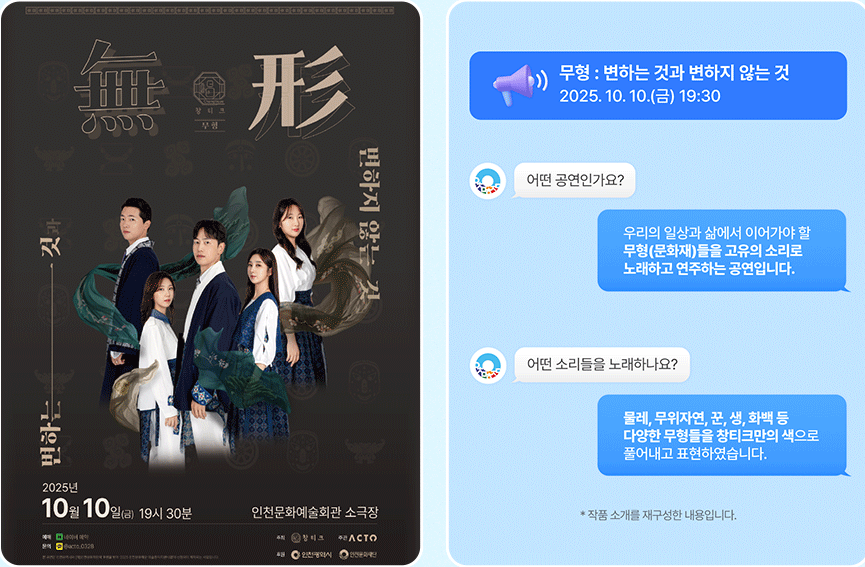 無形
창티크
무형
변하지 않는 것
변하는 것과
2025년
10월 10일(금) 19시 30분
인천문화예술회관 소극장
예매 네이버 예약
문의 @acto_0328
주최 창티크 주관 ACTO
후원 인천광역시 인천문화재단
무형 : 변하는 것과 변하지 않는 것
2025. 10. 10.(금) 19:30
어떤 공연인가요?
우리의 일상과 삶에서 이어가야 할
무형(문화재)들을 고유의 소리로
노래하고 연주하는 공연입니다.
어떤 소리들을 노래하나요?
물레, 무위자연, 꾼, 생, 화백 등
다양한 무형들을 창티크만의 색으로
풀어내고 표현하였습니다.
* 작품 소개를 재구성한 내용입니다.